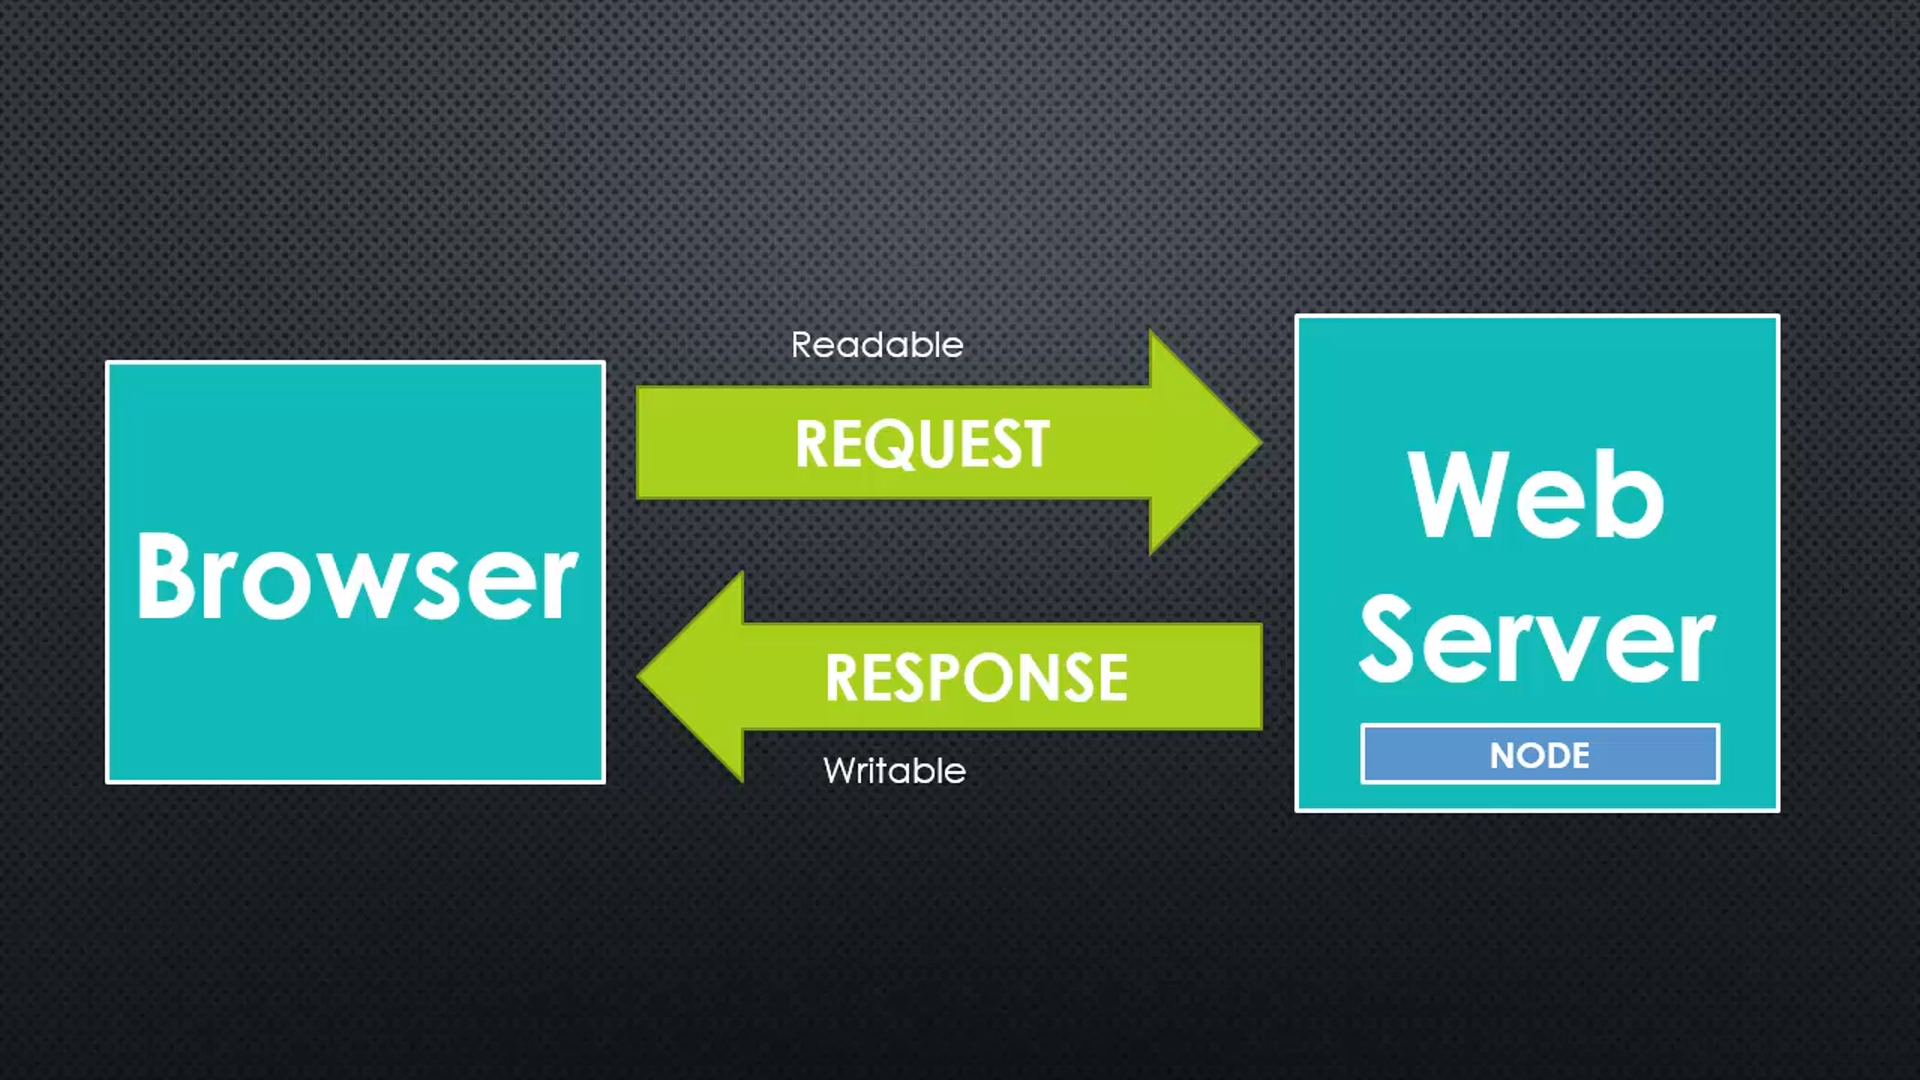 Browser
Readable
REQUEST
RESPONSE
Writable
Web
Server
NODE